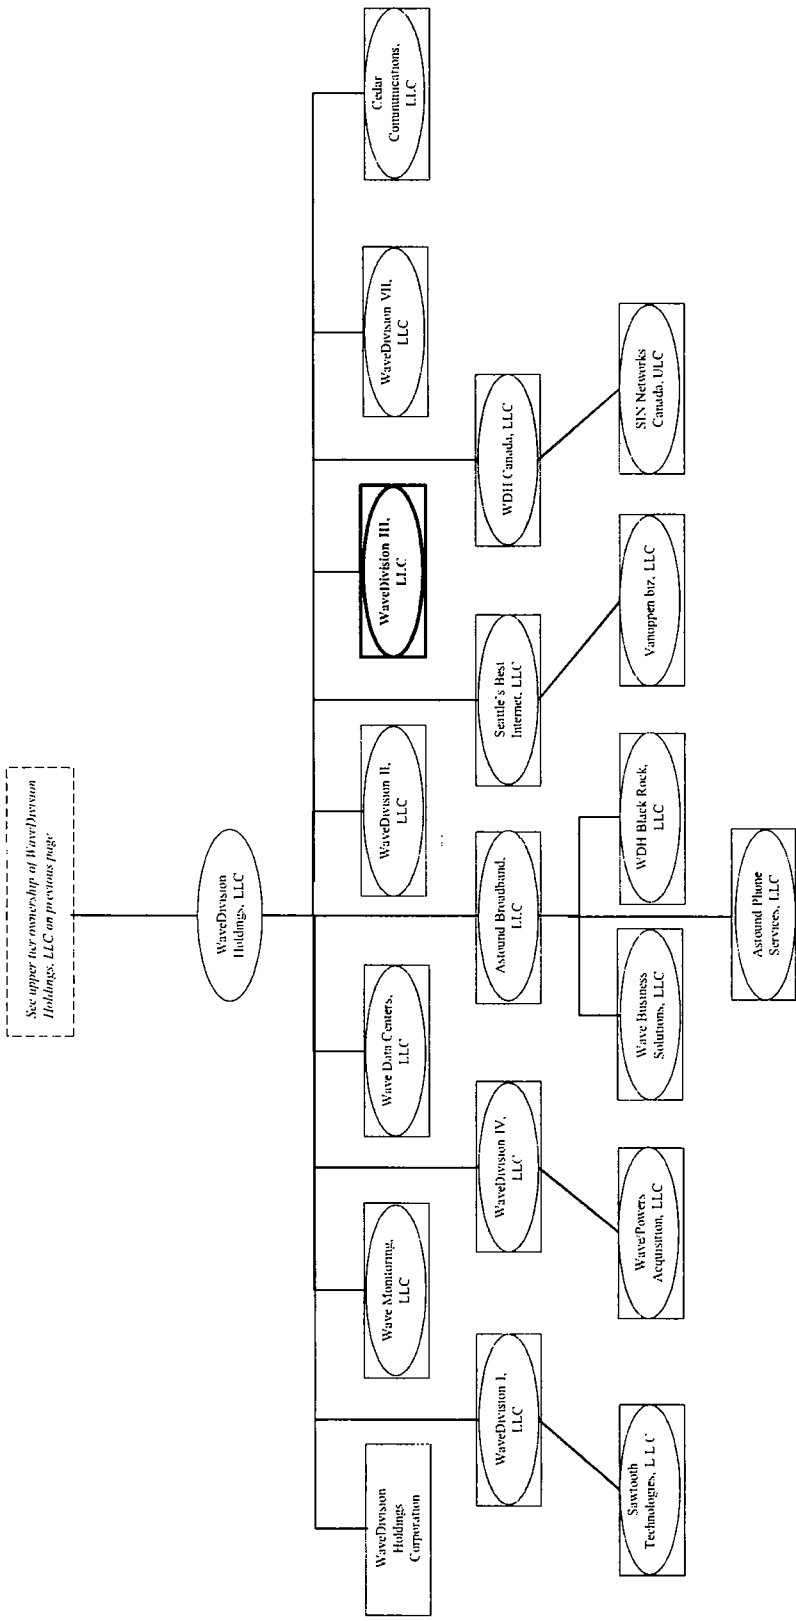 See upper tier ownership of WaveDivision
Holdings, LLC on previous page
WaveDivision
Holdings, LLC
WaveDivision
Holdings
Corporation
Wave Monitoring,
LLC
Wave Data Centers,
LLC
WaveDivision II,
LLC
WaveDivision III,
LLC
WaveDivision VII,
LLC
Cedar
Communications,
LLC
WaveDivision I,
LLC
WaveDivision IV,
LLC
Astound Broadband,
LLC
Seattle's Best
Internet, LLC
WDH Canada, LLC
Sawtooth
Technologies, L L C
Wave/Powers
Acquisition, LLC
Wave Business
Solutions, LLC
WDH Black Rock,
LLC
Vanoppen biz, LLC
SIN Networks
Canada, ULC
Astound Phone
Services, LLC